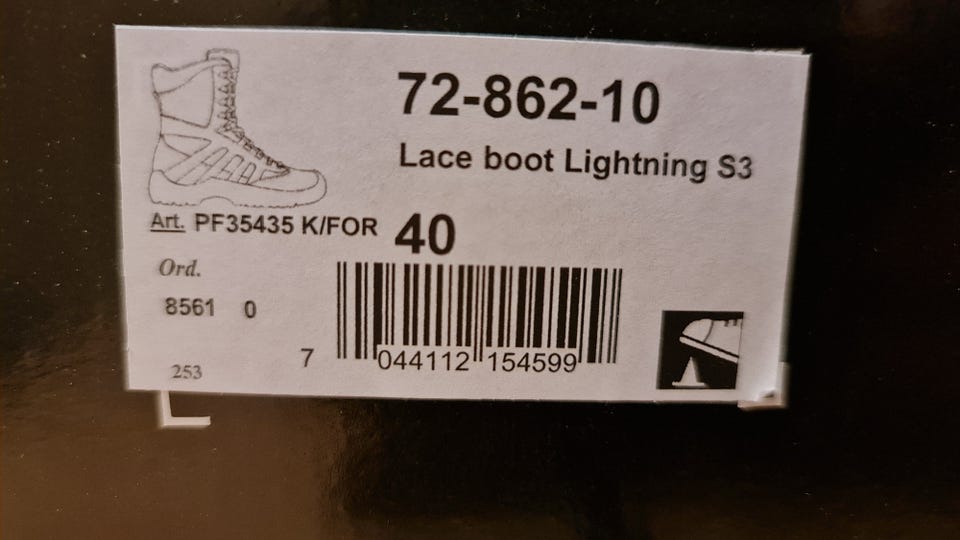 72-862-10
Lace boot Lightning S3
Art. PF35435 K/FOR 40
Ord.
8561 0
7 044112 154599
253